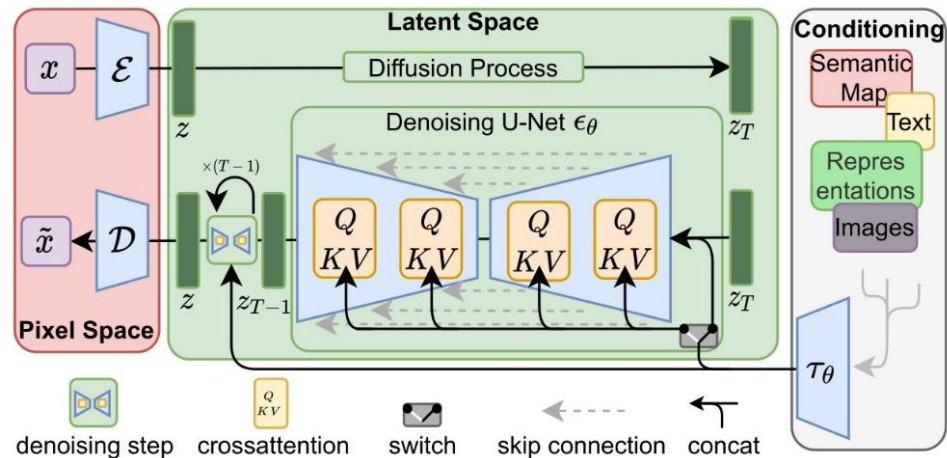 Latent Space
Conditioning
x
ℰ
z
Diffusion Process
z_T
Semantic
Map
Text
Repres
entations
Images
Denoising U-Net ϵ_θ
×(T−1)
x̃
𝒟
z
z_{T−1}
Q
KV
Q
KV
Q
KV
Q
KV
z_T
Pixel Space
τ_θ
Q
KV
denoising step
crossattention
switch
skip connection
concat